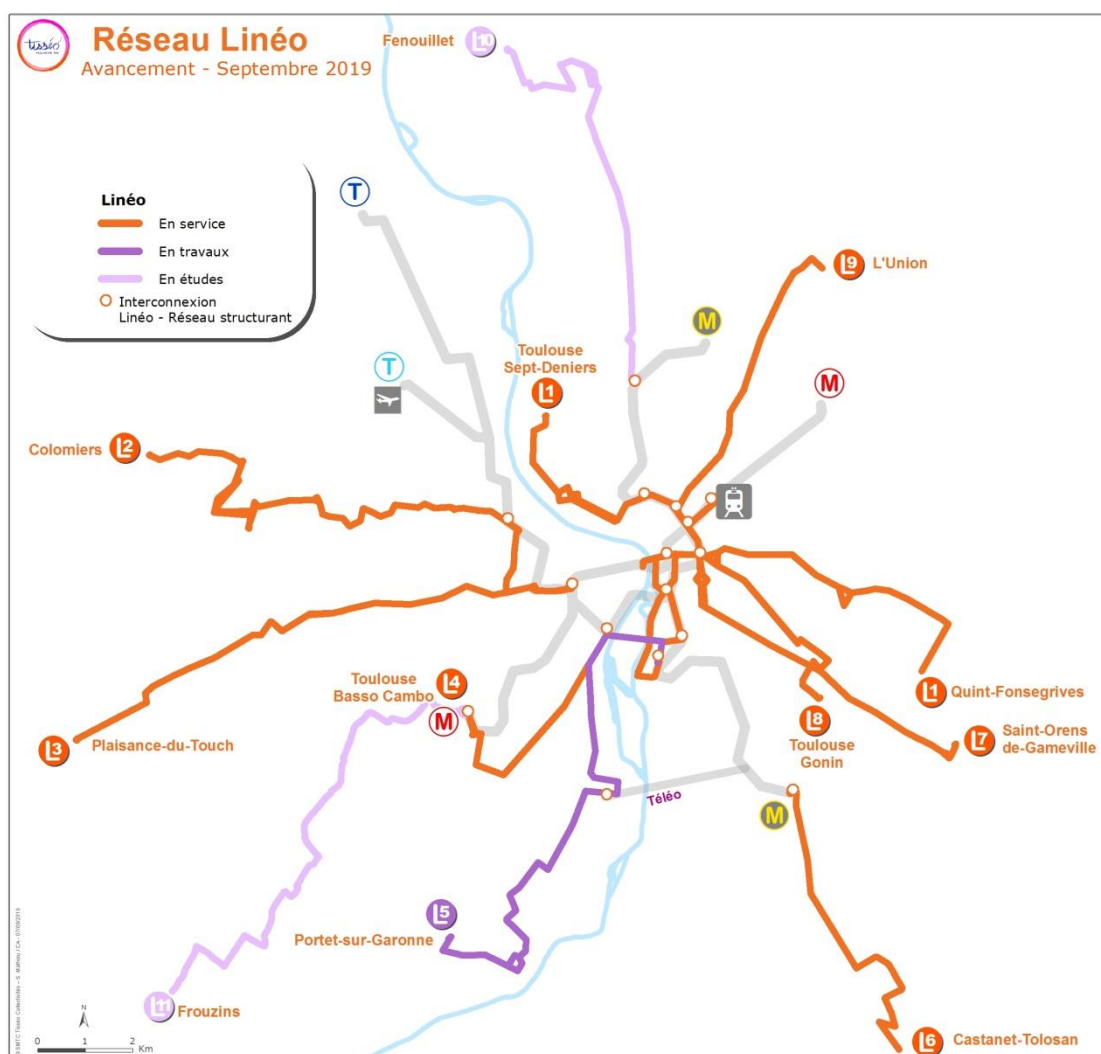 tisséo
Réseau Linéo
Avancement - Septembre 2019
Fenouillet
L10
Linéo
En service
En travaux
En études
Interconnexion
Linéo - Réseau structurant
T
L9
L'Union
M
T
Toulouse
Sept-Deniers
L1
M
Colomiers
L2
Toulouse
Basso Cambo
L4
M
L3
Plaisance-du-Touch
L1
Quint-Fonsegrives
L8
Toulouse
Gonin
L7
Saint-Orens
de-Gameville
Téléo
M
L5
Portet-sur-Garonne
L11
Frouzins
L6
Castanet-Tolosan
N
0 1 2
Km